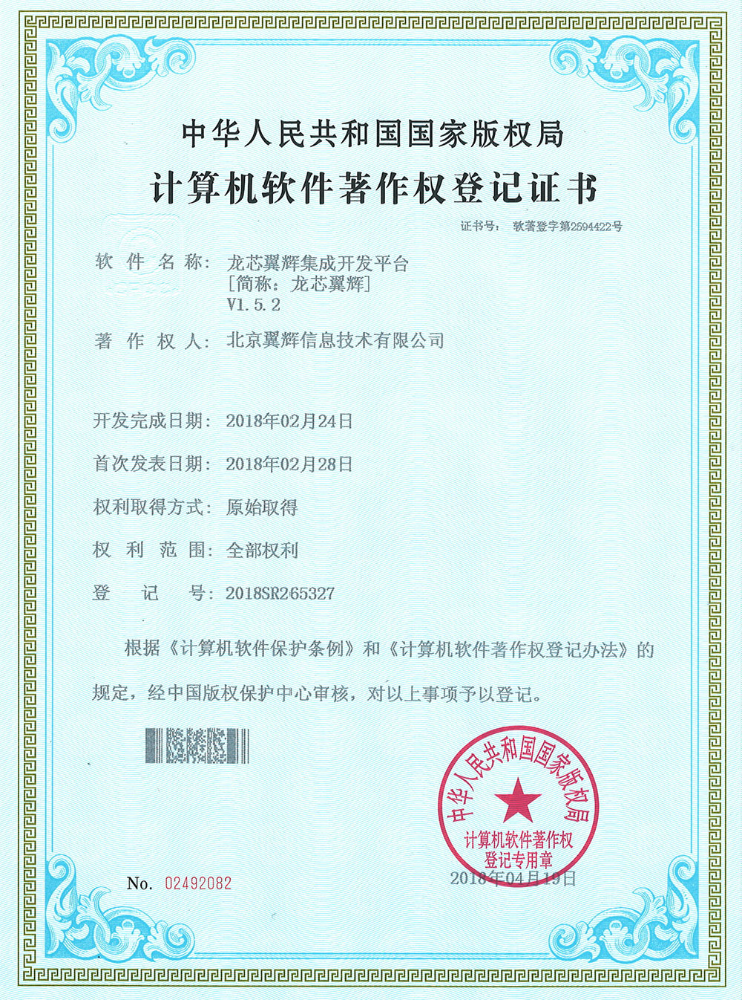 中华人民共和国国家版权局
计算机软件著作权登记证书
证书号： 软著登字第2594422号
软件名称： 龙芯翼辉集成开发平台
[简称：龙芯翼辉]
V1.5.2
著作权人： 北京翼辉信息技术有限公司
开发完成日期： 2018年02月24日
首次发表日期： 2018年02月28日
权利取得方式： 原始取得
权利范围： 全部权利
登记号： 2018SR265327
根据《计算机软件保护条例》和《计算机软件著作权登记办法》的
规定，经中国版权保护中心审核，对以上事项予以登记。
中华人民共和国国家版权局
计算机软件著作权
登记专用章
2018年04月19日
No. 02492082